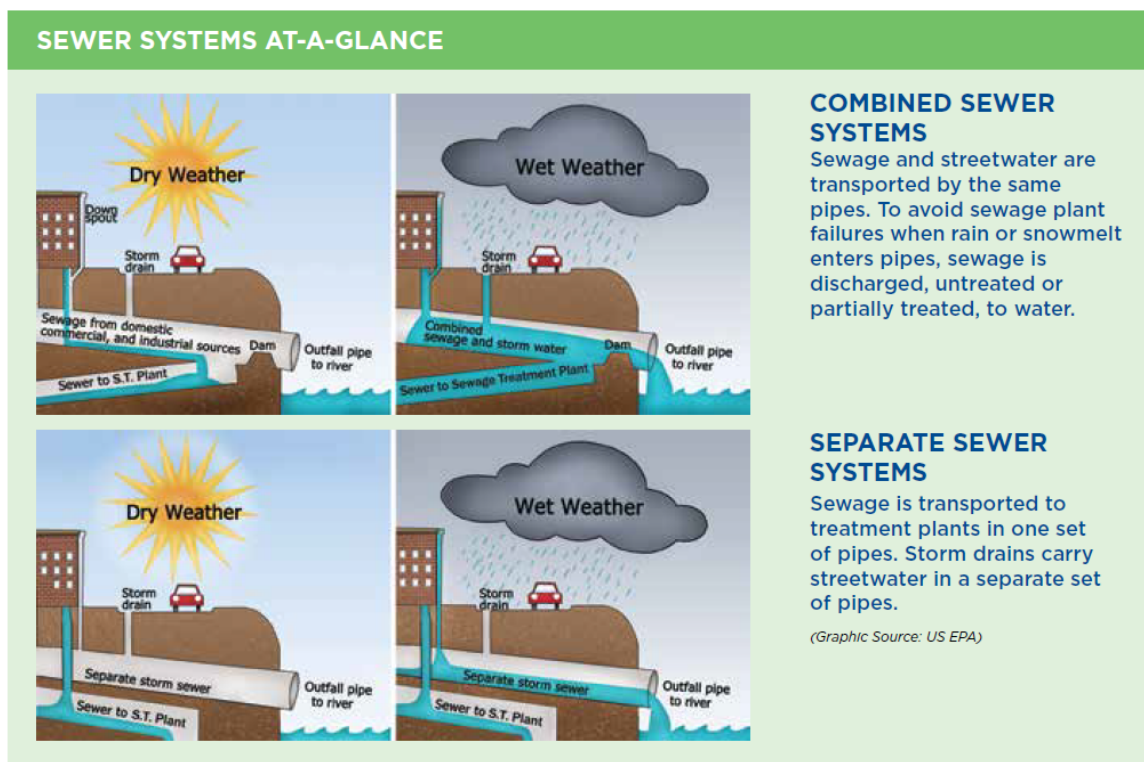 SEWER SYSTEMS AT-A-GLANCE
Dry Weather
Down
spout
Storm
drain
Sewage from domestic
commercial, and industrial sources
Dam
Outfall pipe
to river
Sewer to S.T. Plant
Wet Weather
Storm
drain
Combined
sewage and storm water
Dam
Outfall pipe
to river
Sewer to Sewage Treatment Plant
COMBINED SEWER
SYSTEMS
Sewage and streetwater are
transported by the same
pipes. To avoid sewage plant
failures when rain or snowmelt
enters pipes, sewage is
discharged, untreated or
partially treated, to water.
Dry Weather
Storm
drain
Separate storm sewer
Outfall pipe
to river
Sewer to S.T. Plant
Wet Weather
Storm
drain
Separate storm sewer
Outfall pipe
to river
Sewer to S.T. Plant
SEPARATE SEWER
SYSTEMS
Sewage is transported to
treatment plants in one set
of pipes. Storm drains carry
streetwater in a separate set
of pipes.
(Graphic Source: US EPA)